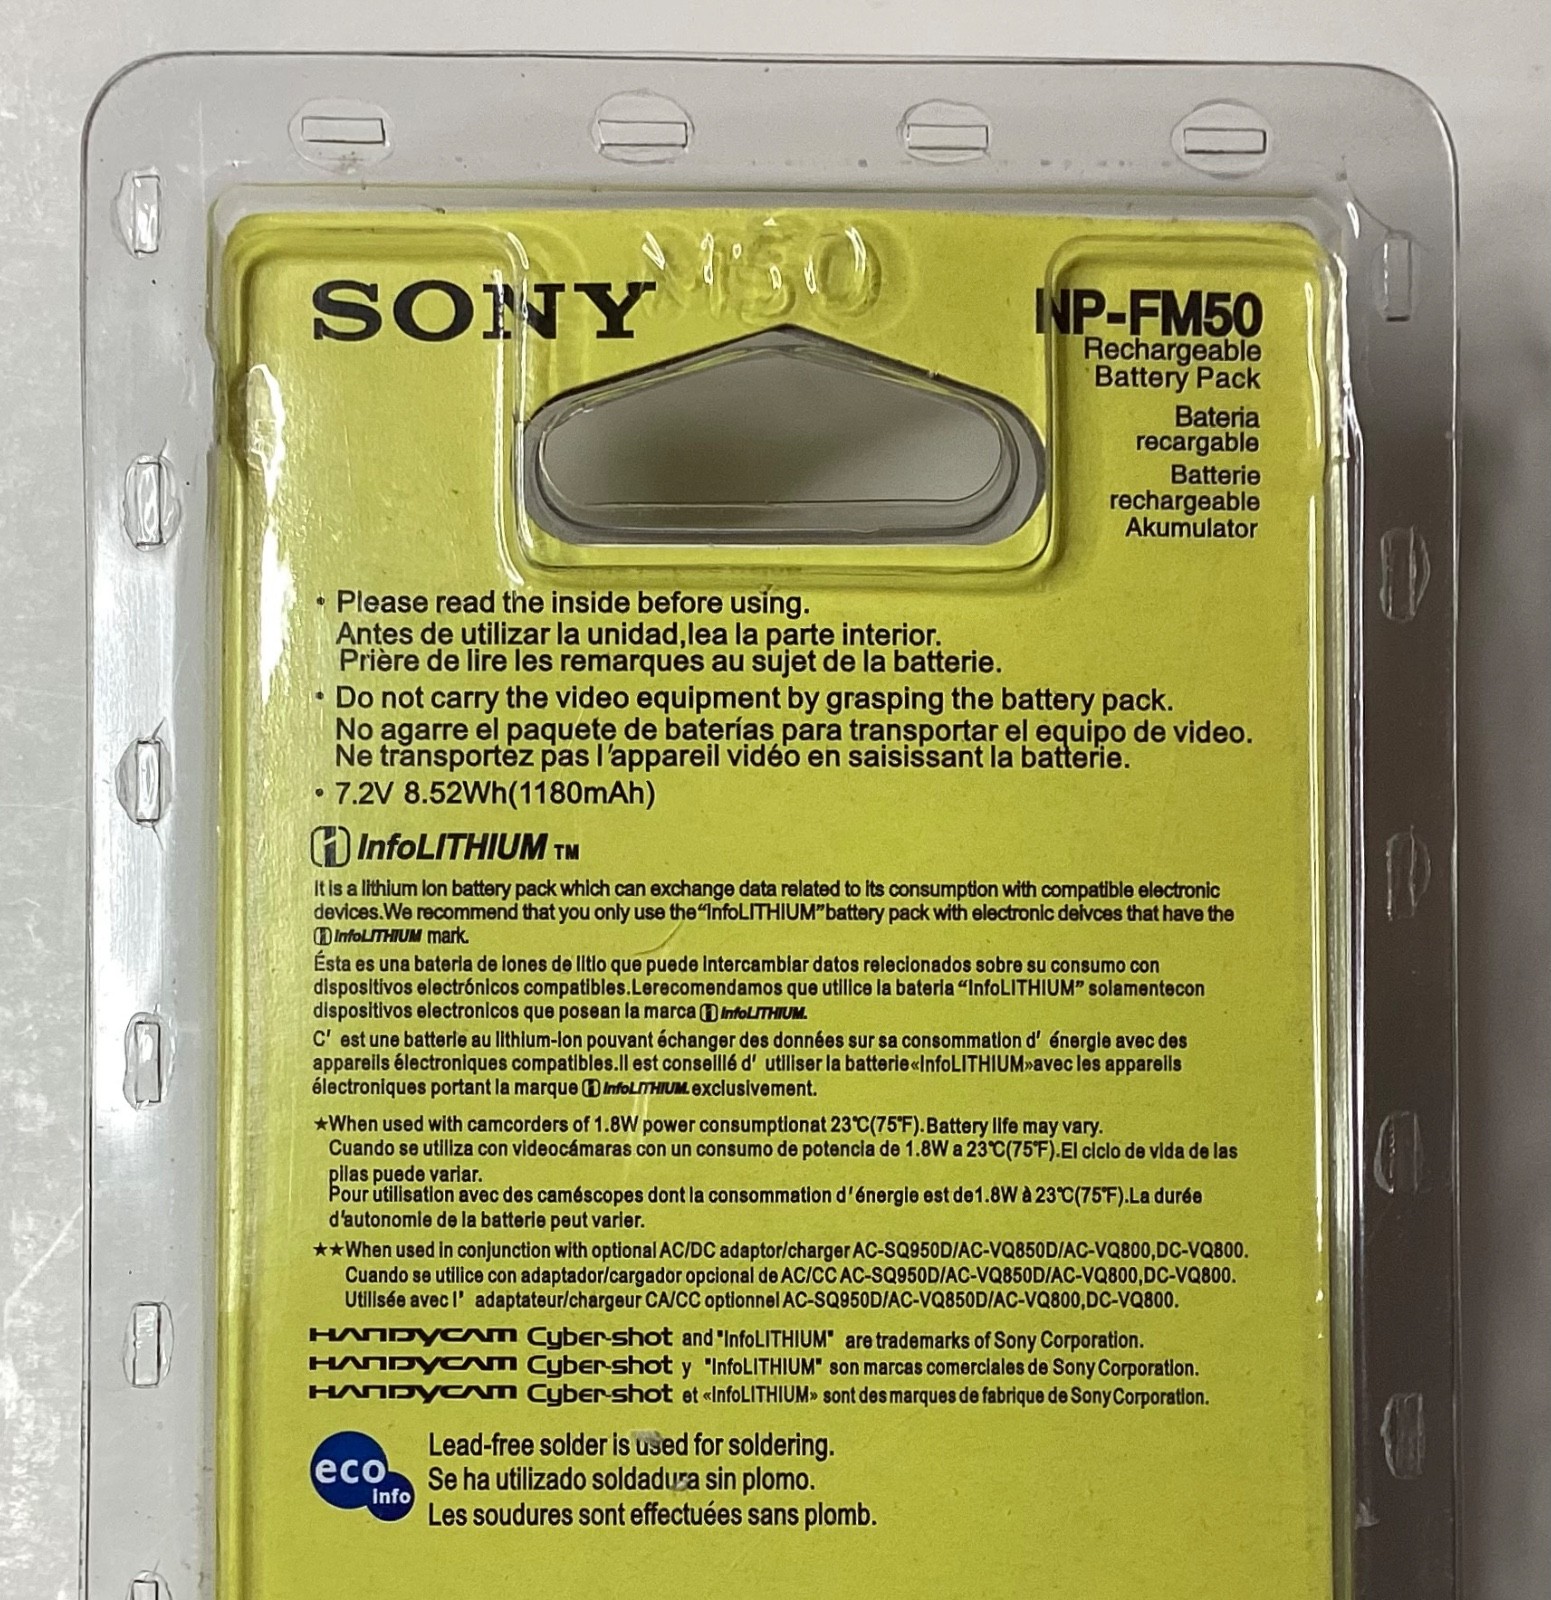 M50
SONY
NP-FM50
Rechargeable
Battery Pack
Bateria
recargable
Batterie
rechargeable
Akumulator
• Please read the inside before using.
Antes de utilizar la unidad,lea la parte interior.
Prière de lire les remarques au sujet de la batterie.
• Do not carry the video equipment by grasping the battery pack.
No agarre el paquete de baterías para transportar el equipo de video.
Ne transportez pas l'appareil vidéo en saisissant la batterie.
• 7.2V 8.52Wh(1180mAh)
InfoLITHIUM TM
It is a lithium Ion battery pack which can exchange data related to its consumption with compatible electronic
devices.We recommend that you only use the“InfoLITHIUM”battery pack with electronic deivces that have the
InfoLITHIUM mark.
Ésta es una bateria de iones de litio que puede intercambiar datos relecionados sobre su consumo con
dispositivos electrónicos compatibles.Lerecomendamos que utilice la bateria “InfoLITHIUM” solamentecon
dispositivos electronicos que posean la marca InfoLITHIUM.
C' est une batterie au lithium-Ion pouvant échanger des données sur sa consommation d' énergie avec des
appareils électroniques compatibles.Il est conseillé d' utiliser la batterie«InfoLITHIUM»avec les appareils
électroniques portant la marque InfoLITHIUM. exclusivement.
★When used with camcorders of 1.8W power consumptionat 23℃(75℉).Battery life may vary.
Cuando se utiliza con videocámaras con un consumo de potencia de 1.8W a 23℃(75℉).El ciclo de vida de las
pilas puede variar.
Pour utilisation avec des caméscopes dont la consommation d'énergie est de1.8W à 23℃(75℉).La durée
d'autonomie de la batterie peut varier.
★★When used in conjunction with optional AC/DC adaptor/charger AC-SQ950D/AC-VQ850D/AC-VQ800,DC-VQ800.
Cuando se utilice con adaptador/cargador opcional de AC/CC AC-SQ950D/AC-VQ850D/AC-VQ800,DC-VQ800.
Utilisée avec l' adaptateur/chargeur CA/CC optionnel AC-SQ950D/AC-VQ850D/AC-VQ800,DC-VQ800.
HANDYCAM Cyber-shot and "InfoLITHIUM" are trademarks of Sony Corporation.
HANDYCAM Cyber-shot y "InfoLITHIUM" son marcas comerciales de Sony Corporation.
HANDYCAM Cyber-shot et «InfoLITHIUM» sont des marques de fabrique de Sony Corporation.
eco
info
Lead-free solder is used for soldering.
Se ha utilizado soldadura sin plomo.
Les soudures sont effectuées sans plomb.